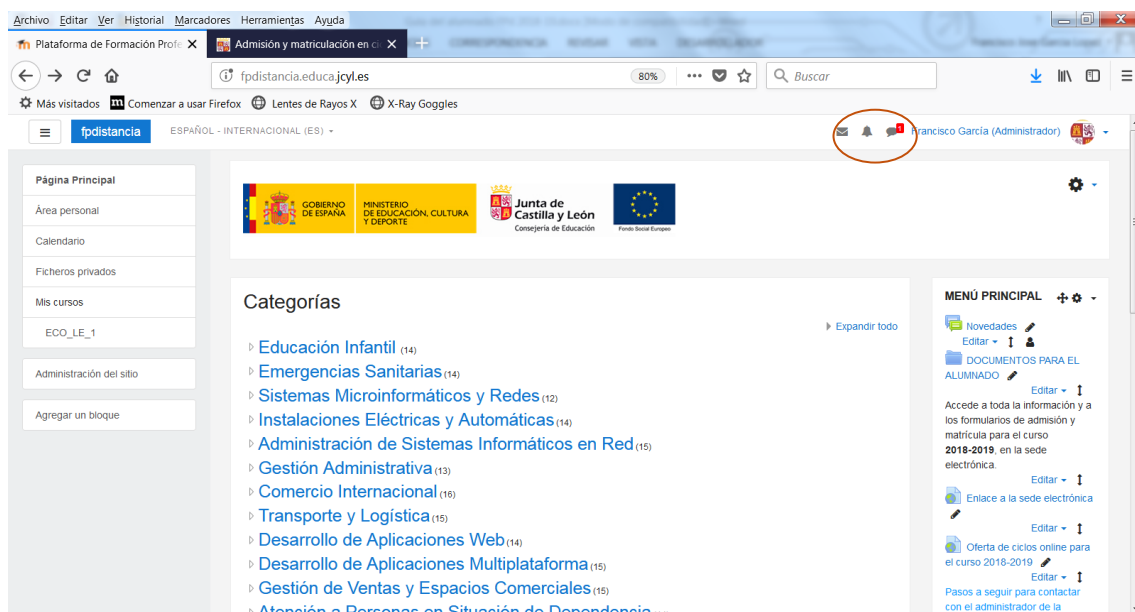 Archivo Editar Ver Historial Marcadores Herramientas Ayuda
Plataforma de Formación Profe
Admisión y matriculación en ci
fpdistancia.educa.jcyl.es
80%
Buscar
Más visitados
Comenzar a usar Firefox
Lentes de Rayos X
X-Ray Goggles
fpdistancia
ESPAÑOL - INTERNACIONAL (ES)
1
Francisco García (Administrador)
Página Principal
Área personal
Calendario
Ficheros privados
Mis cursos
ECO_LE_1
Administración del sitio
Agregar un bloque
GOBIERNO
DE ESPAÑA
MINISTERIO
DE EDUCACIÓN, CULTURA
Y DEPORTE
Junta de
Castilla y León
Consejería de Educación
Fondo Social Europeo
Categorías
Expandir todo
Educación Infantil (14)
Emergencias Sanitarias (14)
Sistemas Microinformáticos y Redes (12)
Instalaciones Eléctricas y Automáticas (14)
Administración de Sistemas Informáticos en Red (15)
Gestión Administrativa (13)
Comercio Internacional (16)
Transporte y Logística (15)
Desarrollo de Aplicaciones Web (14)
Desarrollo de Aplicaciones Multiplataforma (15)
Gestión de Ventas y Espacios Comerciales (15)
Atención a Personas en Situación de Dependencia
MENÚ PRINCIPAL
Novedades
Editar
DOCUMENTOS PARA EL
ALUMNADO
Editar
Accede a toda la información y a
los formularios de admisión y
matrícula para el curso
2018-2019, en la sede
electrónica.
Editar
Enlace a la sede electrónica
Editar
Oferta de ciclos online para
el curso 2018-2019
Editar
Pasos a seguir para contactar
con el administrador de la